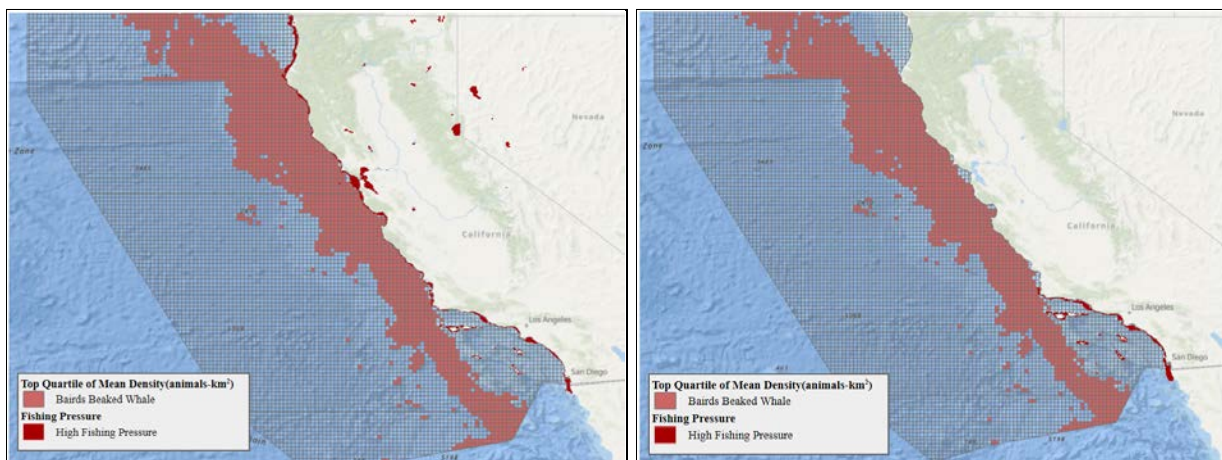 Nevada
Zone
California
Los Angeles
San Diego
Top Quartile of Mean Density(animals-km²)
Bairds Beaked Whale
Fishing Pressure
High Fishing Pressure
Nevada
Zone
California
Los Angeles
San Diego
Top Quartile of Mean Density(animals-km²)
Bairds Beaked Whale
Fishing Pressure
High Fishing Pressure